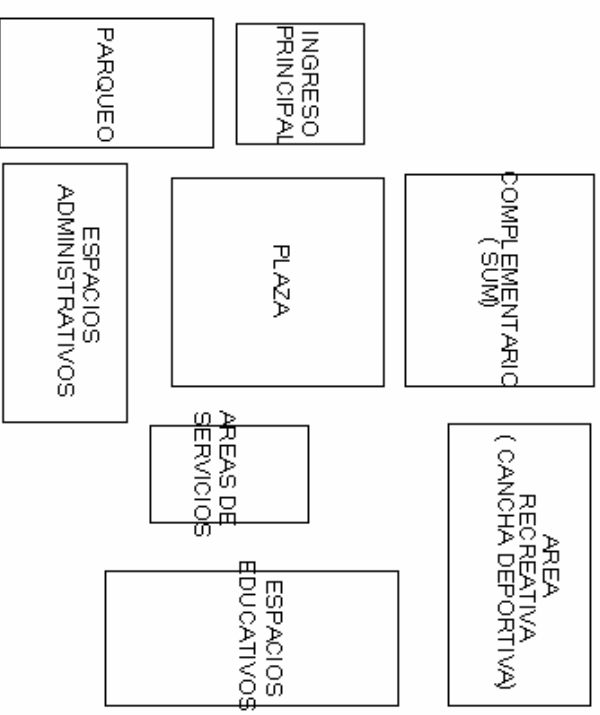 PARQUEO
INGRESO
PRINCIPAL
ESPACIOS
ADMINISTRATIVOS
PLAZA
COMPLEMENTARIO
( SUM)
AREAS DE
SERVICIOS
AREA
RECREATIVA
( CANCHA DEPORTIVA)
ESPACIOS
EDUCATIVOS